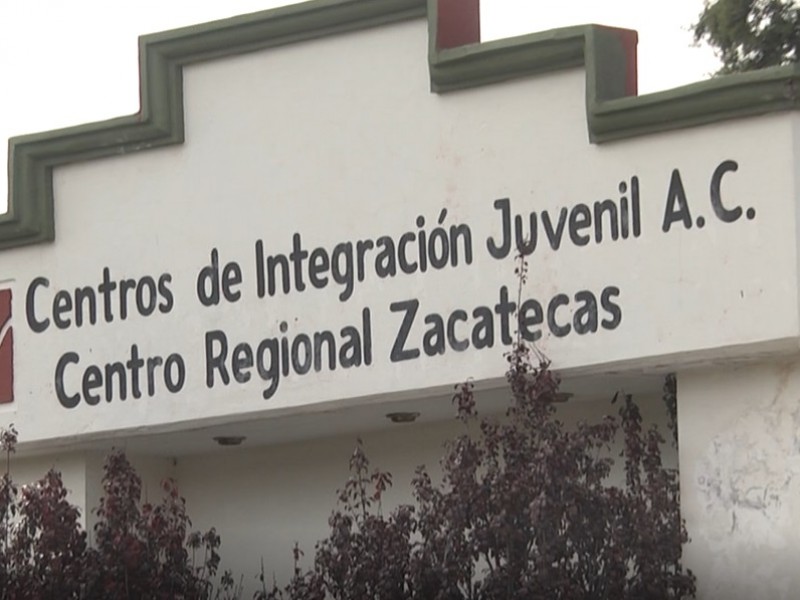 Centros de Integración Juvenil A.C.
Centro Regional Zacatecas